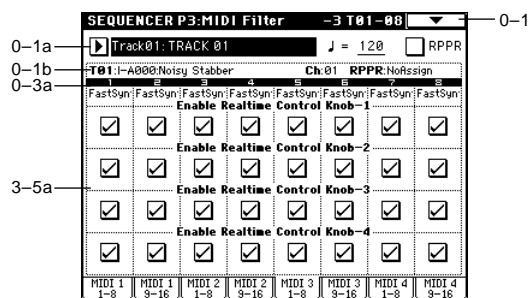 SEQUENCER P3:MIDI Filter −3 T01−08
0–1
0–1a
Track01: TRACK 01
♩ = 120
RPPR
0–1b
T01:I−A000:Noisy Stabber Ch:01 RPPR:NoAssign
0–3a
1 2 3 4 5 6 7 8
FastSyn FastSyn FastSyn FastSyn FastSyn FastSyn FastSyn FastSyn
Enable Realtime Control Knob−1
Enable Realtime Control Knob−2
3–5a
Enable Realtime Control Knob−3
Enable Realtime Control Knob−4
MIDI 1 1−8
MIDI 1 9−16
MIDI 2 1−8
MIDI 2 9−16
MIDI 3 1−8
MIDI 3 9−16
MIDI 4 1−8
MIDI 4 9−16